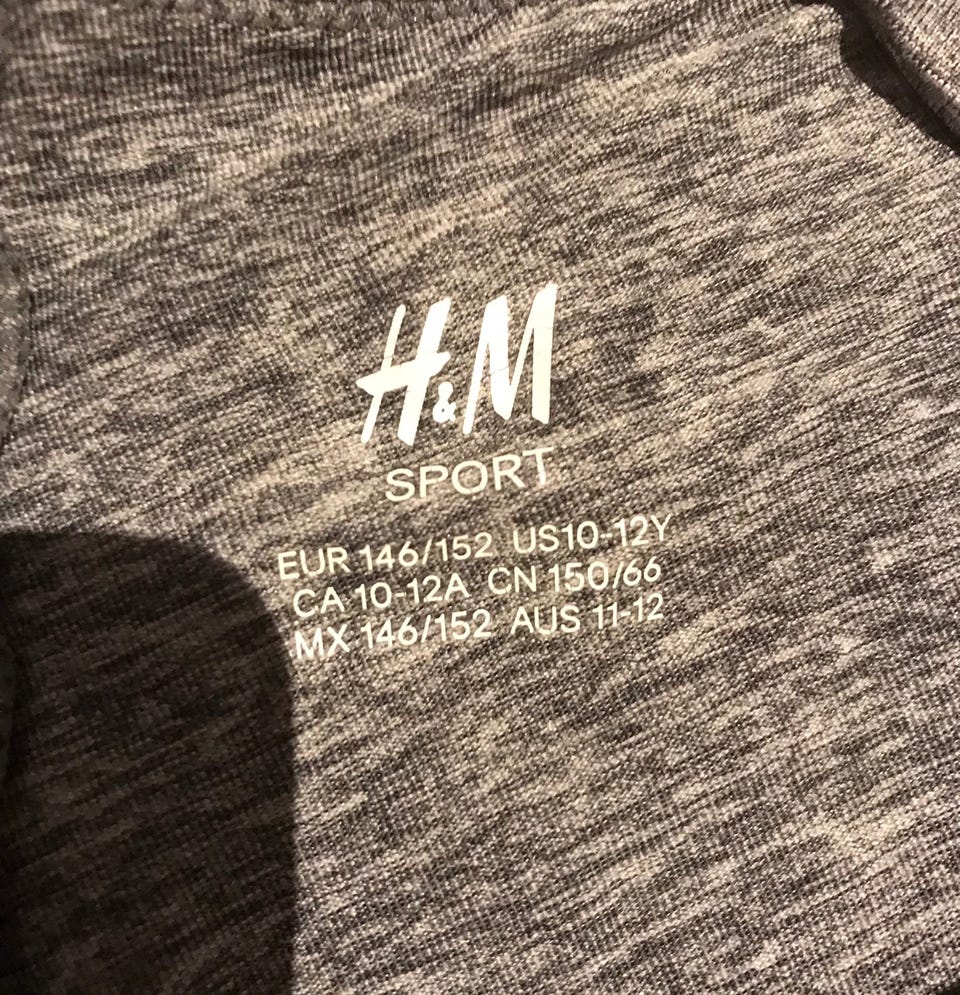 H&M
SPORT
EUR 146/152 US10-12Y
CA 10-12A CN 150/66
MX 146/152 AUS 11-12